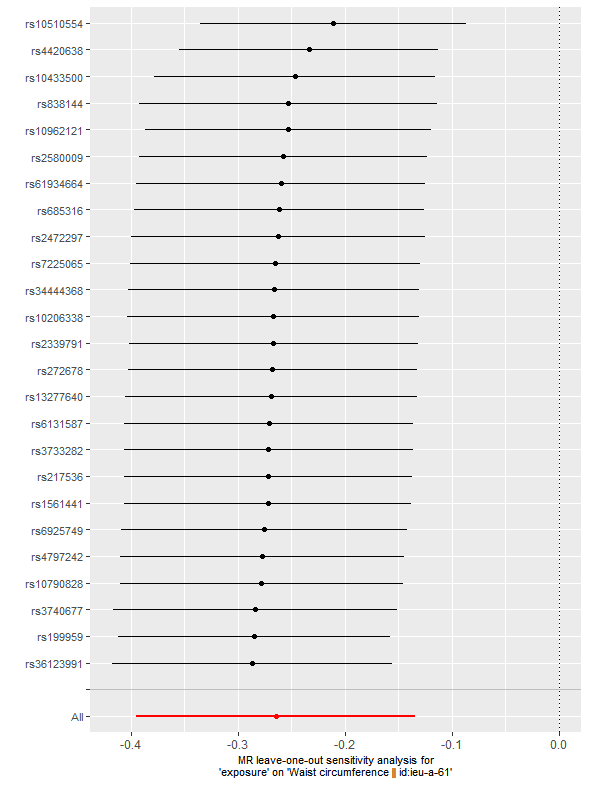 rs10510554
rs4420638
rs10433500
rs838144
rs10962121
rs2580009
rs61934664
rs685316
rs2472297
rs7225065
rs34444368
rs10206338
rs2339791
rs272678
rs13277640
rs6131587
rs3733282
rs217536
rs1561441
rs6925749
rs4797242
rs10790828
rs3740677
rs199959
rs36123991
All
-0.4 -0.3 -0.2 -0.1 0.0
MR leave-one-out sensitivity analysis for
'exposure' on 'Waist circumference || id:ieu-a-61'